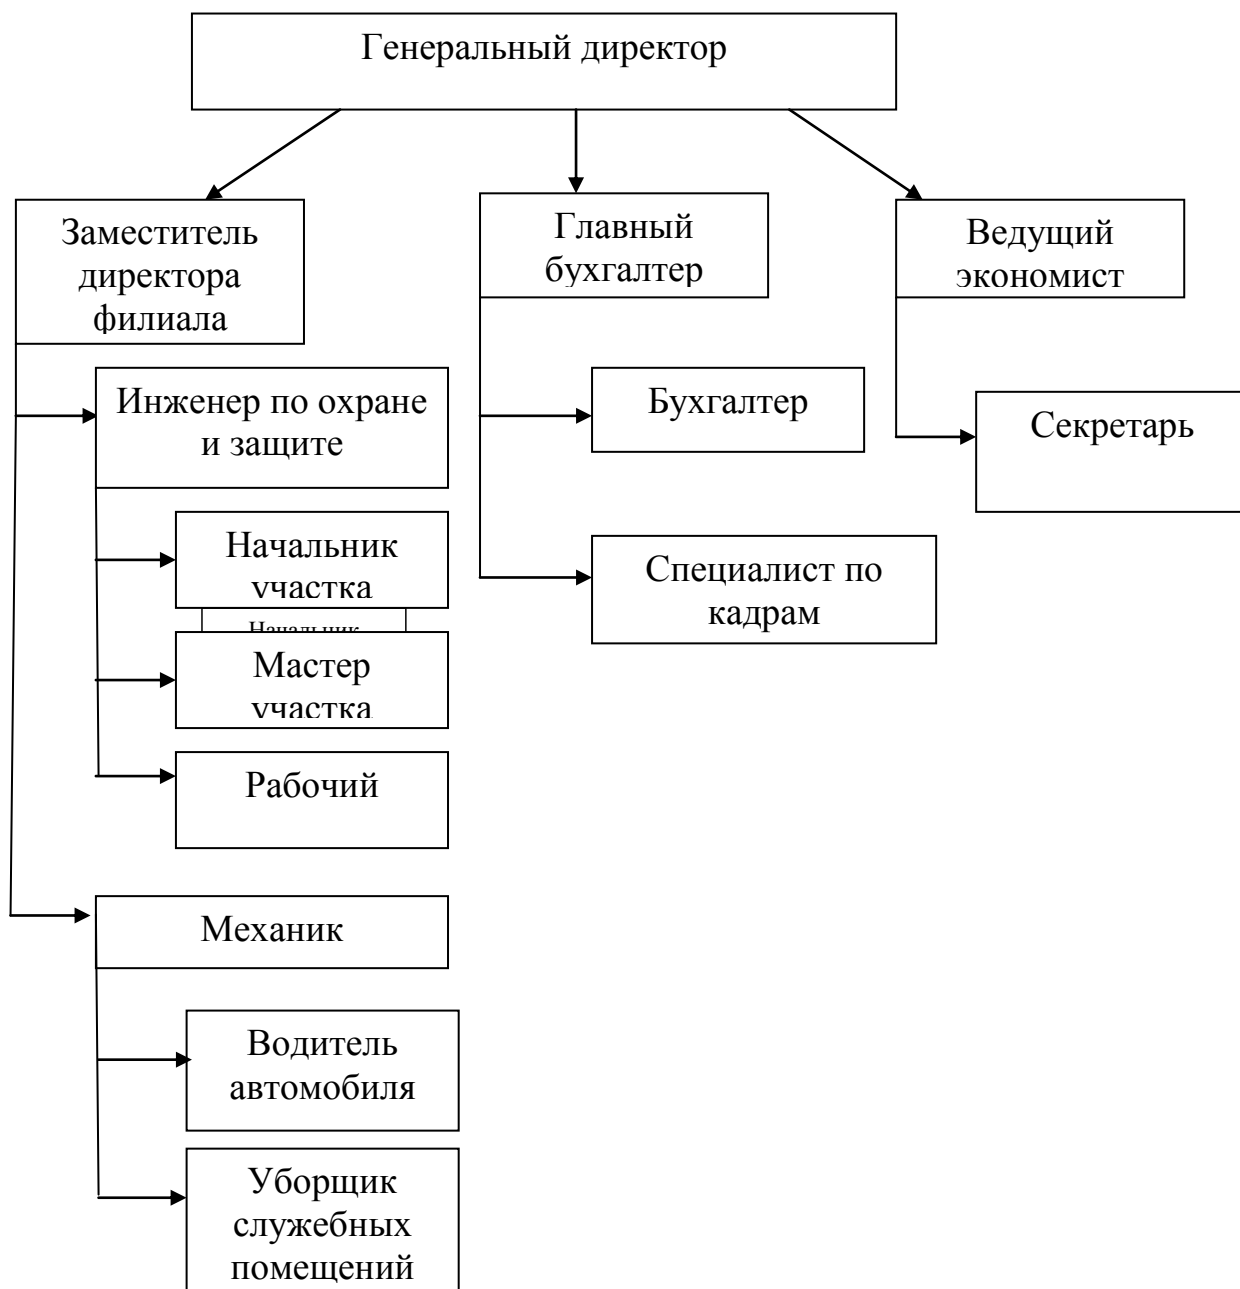 Генеральный директор
Заместитель
директора
филиала
Главный
бухгалтер
Ведущий
экономист
Инженер по охране
и защите
Бухгалтер
Секретарь
Начальник
участка
Специалист по
кадрам
Начальник
Мастер
участка
Рабочий
Механик
Водитель
автомобиля
Уборщик
служебных
помещений